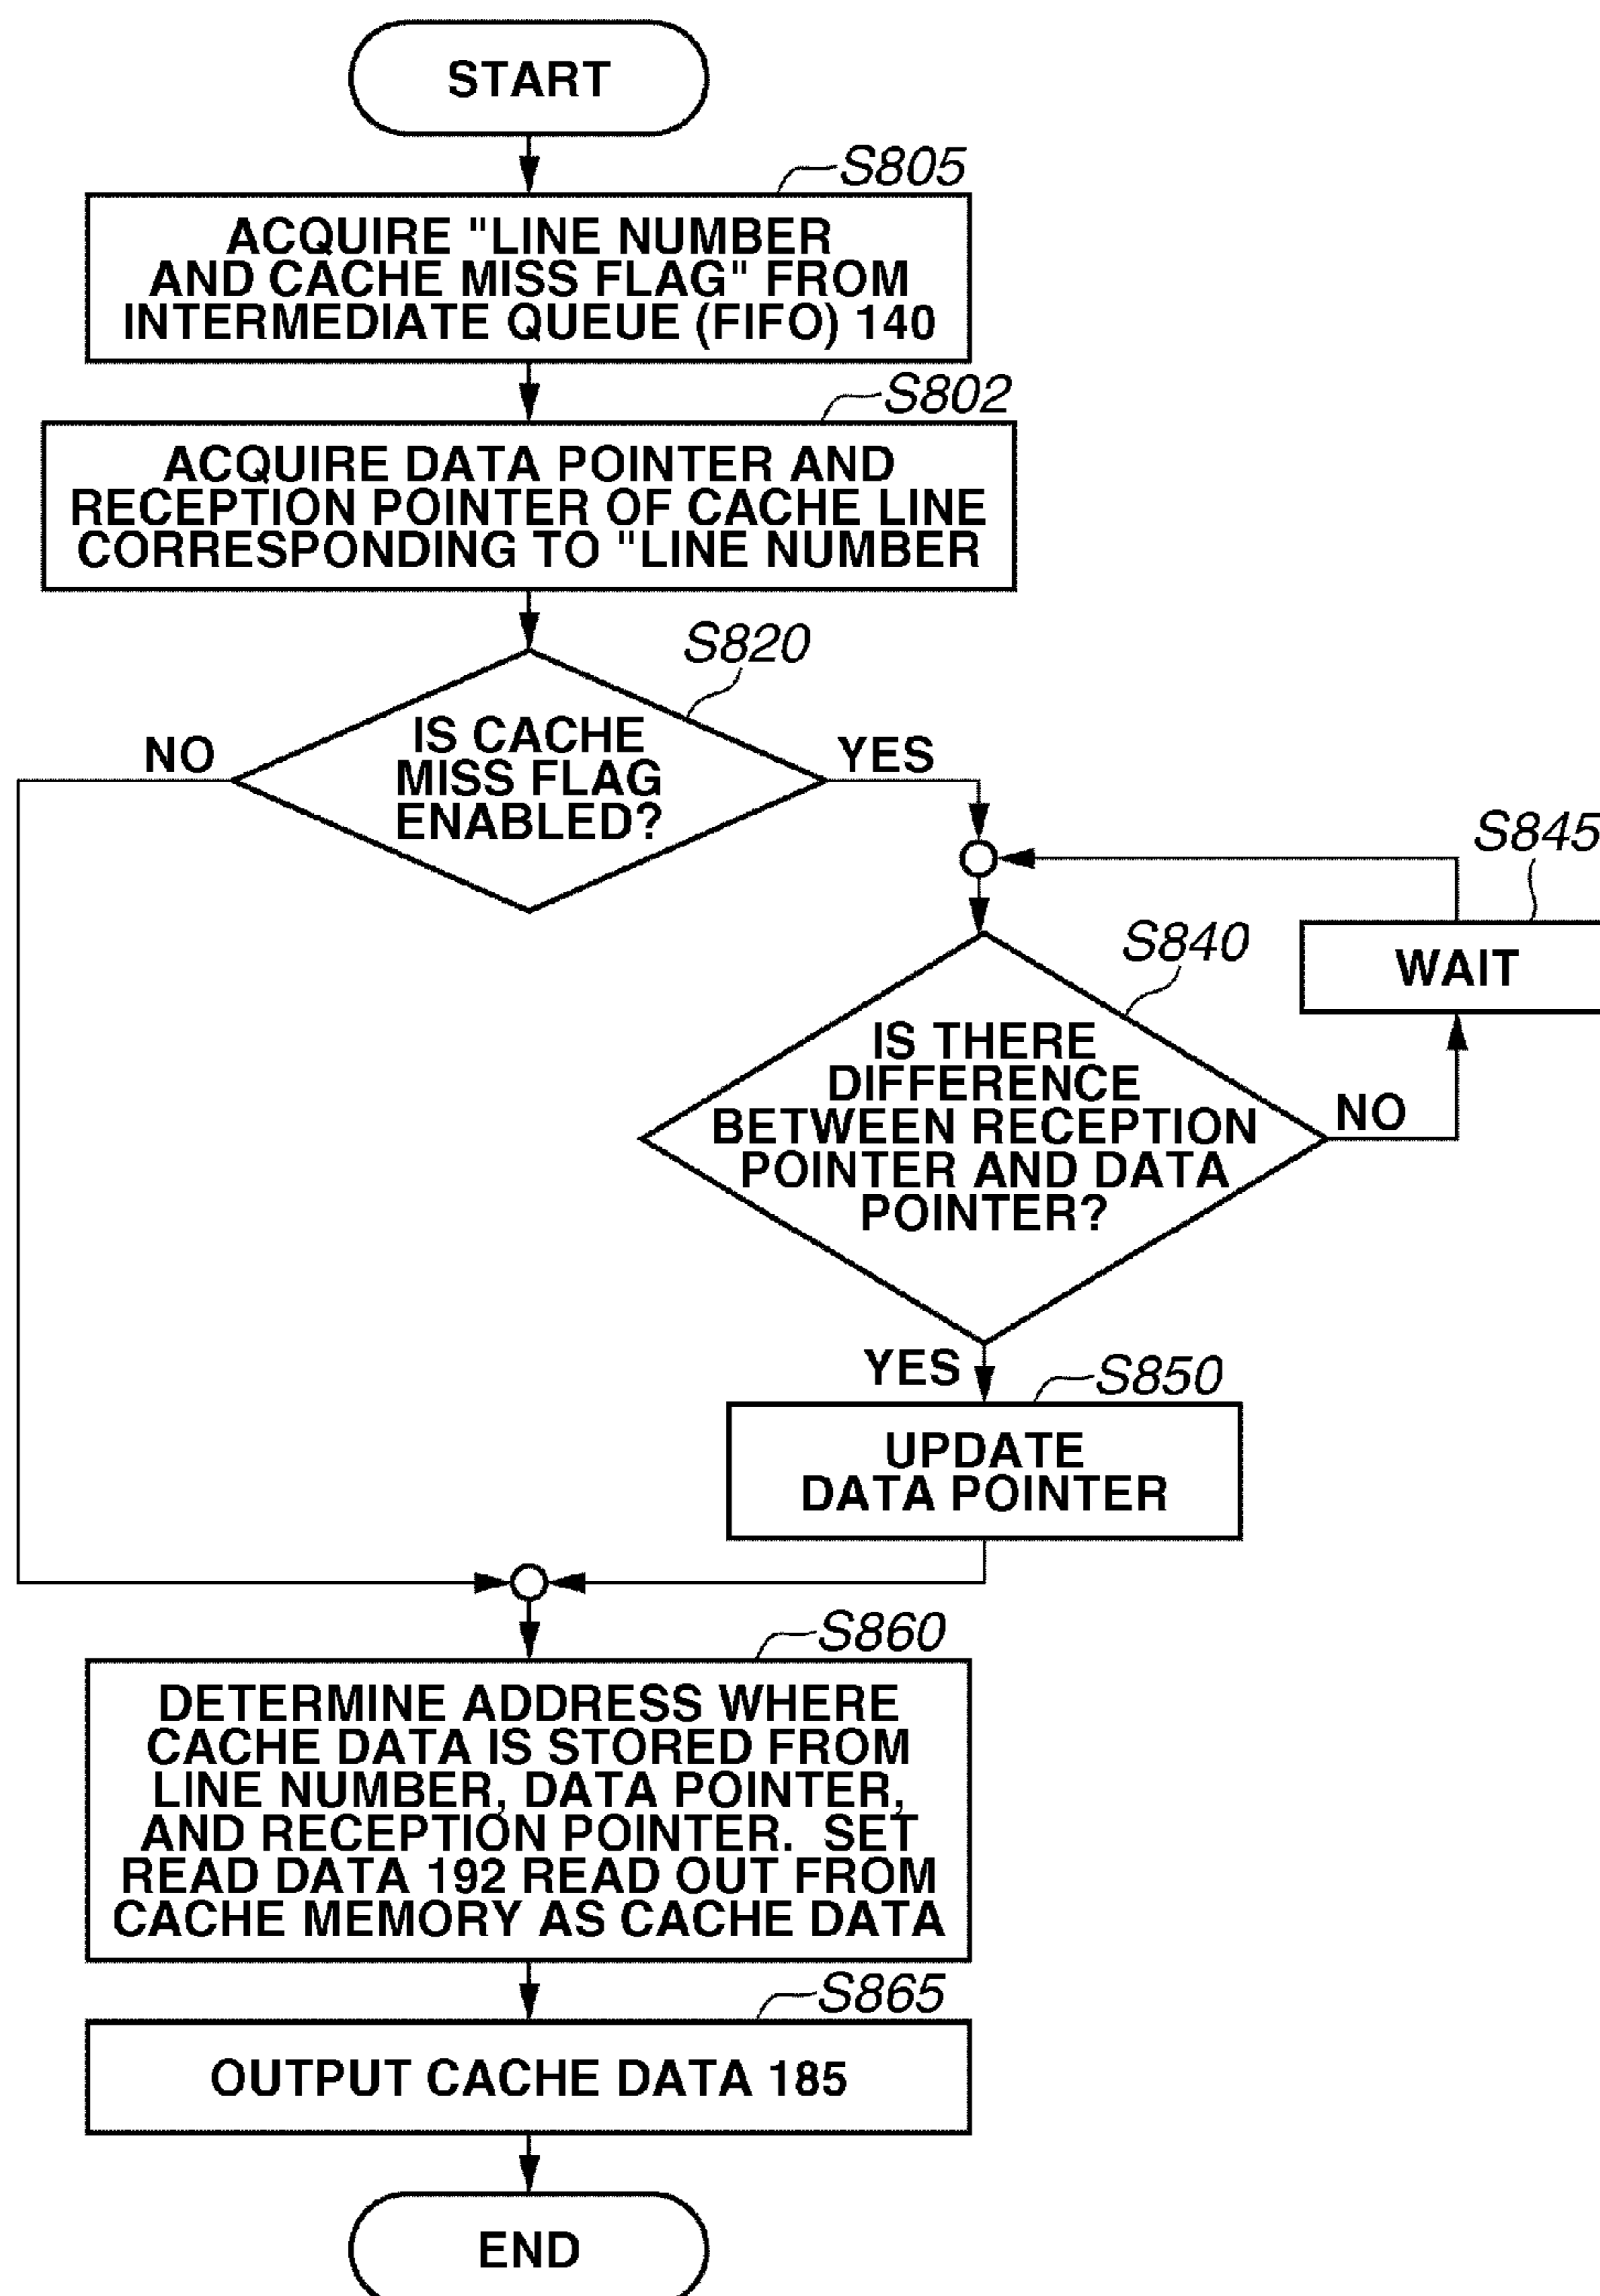 START
S805
ACQUIRE "LINE NUMBER
AND CACHE MISS FLAG" FROM
INTERMEDIATE QUEUE (FIFO) 140
S802
ACQUIRE DATA POINTER AND
RECEPTION POINTER OF CACHE LINE
CORRESPONDING TO "LINE NUMBER
S820
IS CACHE
MISS FLAG
ENABLED?
NO
YES
S845
WAIT
S840
IS THERE
DIFFERENCE
BETWEEN RECEPTION
POINTER AND DATA
POINTER?
NO
YES
S850
UPDATE
DATA POINTER
S860
DETERMINE ADDRESS WHERE
CACHE DATA IS STORED FROM
LINE NUMBER, DATA POINTER,
AND RECEPTION POINTER. SET
READ DATA 192 READ OUT FROM
CACHE MEMORY AS CACHE DATA
S865
OUTPUT CACHE DATA 185
END